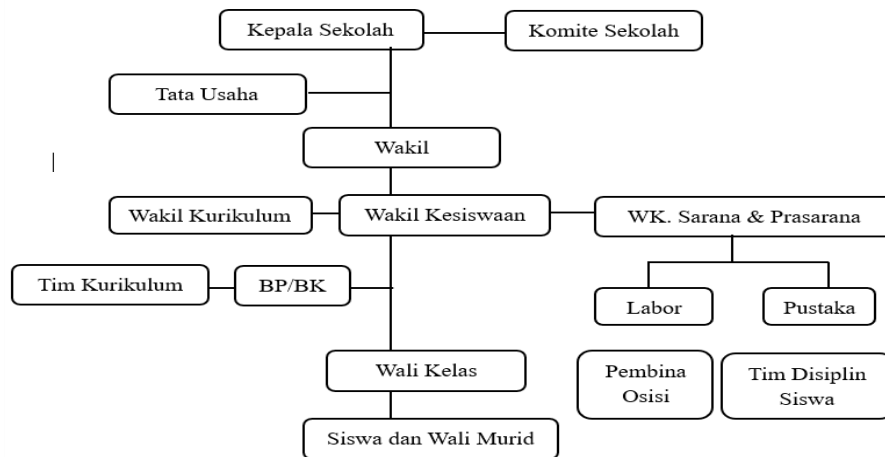 Kepala Sekolah
Komite Sekolah
Tata Usaha
Wakil
Wakil Kurikulum
Wakil Kesiswaan
WK. Sarana & Prasarana
Tim Kurikulum
BP/BK
Labor
Pustaka
Wali Kelas
Pembina
Osisi
Tim Disiplin
Siswa
Siswa dan Wali Murid